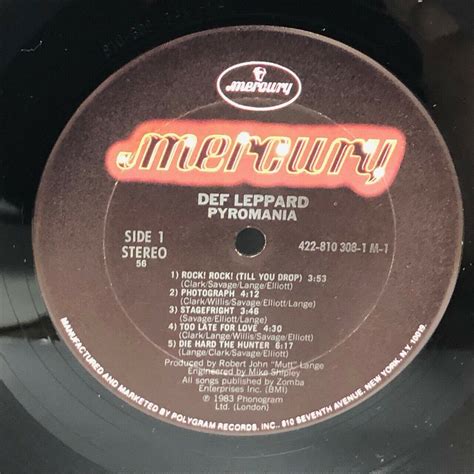 mercury
mercury
DEF LEPPARD
PYROMANIA
SIDE 1
STEREO
56
422-810 308-1 M-1
1) ROCK! ROCK! (TILL YOU DROP) 3:53
(Clark/Savage/Lange/Elliott)
2) PHOTOGRAPH 4:12
(Clark/Willis/Savage/Elliott/Lange)
3) STAGEFRIGHT 3:46
(Savage/Elliott/Lange)
4) TOO LATE FOR LOVE 4:30
(Clark/Willis/Savage/Elliott/Lange)
5) DIE HARD THE HUNTER 6:17
(Lange/Clark/Savage/Elliott)
Produced by Robert John "Mutt" Lange
Engineered by Mike Shipley
All songs published by Zomba
Enterprises Inc. (BMI)
℗ 1983 Phonogram
Ltd. (London)
MANUFACTURED AND MARKETED BY POLYGRAM RECORDS, INC., 810 SEVENTH AVENUE, NEW YORK, N.Y. 10019.